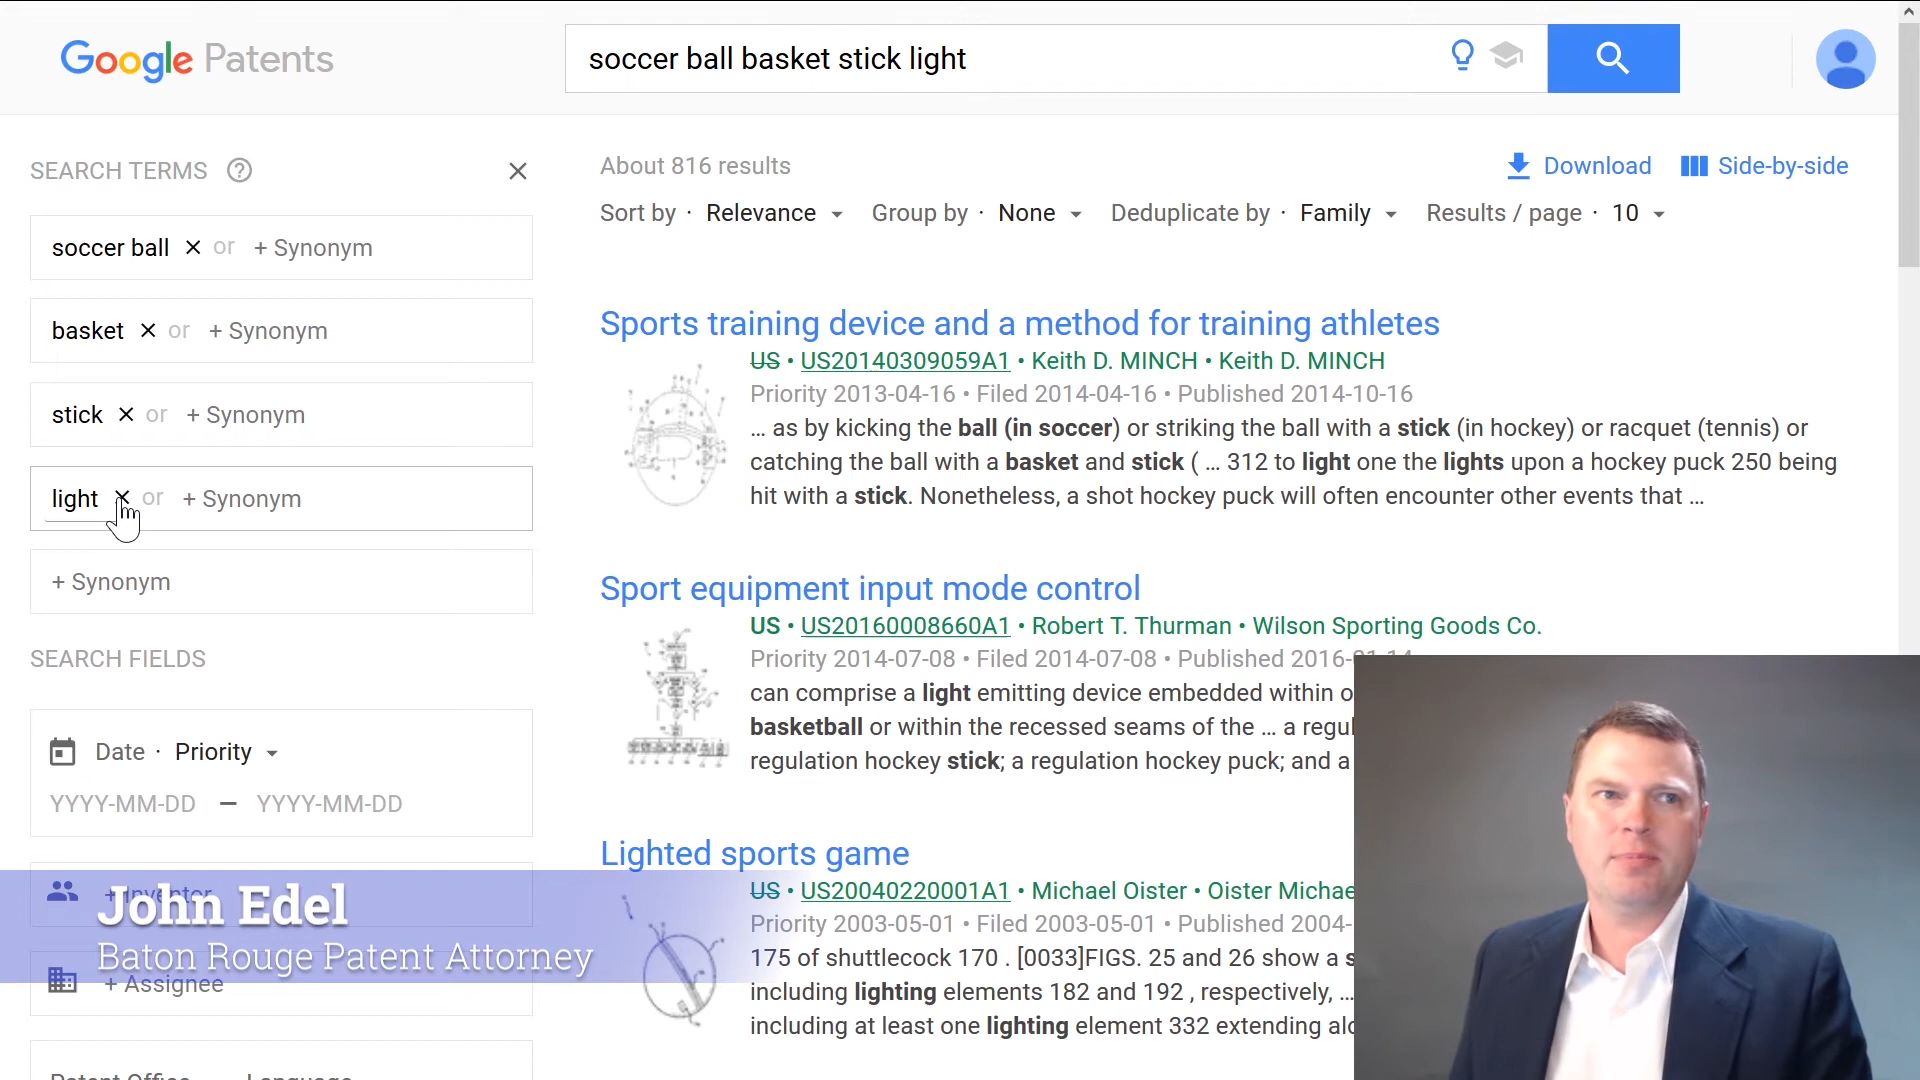 Google Patents
soccer ball basket stick light
SEARCH TERMS ?
soccer ball × or + Synonym
basket × or + Synonym
stick × or + Synonym
light × or + Synonym
+ Synonym
SEARCH FIELDS
Date · Priority
YYYY-MM-DD – YYYY-MM-DD
+ Inventor
John Edel
Baton Rouge Patent Attorney
+ Assignee
About 816 results
Download
Side-by-side
Sort by · Relevance Group by · None Deduplicate by · Family Results / page · 10
Sports training device and a method for training athletes
US • US20140309059A1 • Keith D. MINCH • Keith D. MINCH
Priority 2013-04-16 • Filed 2014-04-16 • Published 2014-10-16
... as by kicking the ball (in soccer) or striking the ball with a stick (in hockey) or racquet (tennis) or
catching the ball with a basket and stick ( ... 312 to light one the lights upon a hockey puck 250 being
hit with a stick. Nonetheless, a shot hockey puck will often encounter other events that ...
Sport equipment input mode control
US • US20160008660A1 • Robert T. Thurman • Wilson Sporting Goods Co.
Priority 2014-07-08 • Filed 2014-07-08 • Published 2016-01-14
can comprise a light emitting device embedded within o
basketball or within the recessed seams of the ... a regul
regulation hockey stick; a regulation hockey puck; and a
Lighted sports game
US • US20040220001A1 • Michael Oister • Oister Michae
Priority 2003-05-01 • Filed 2003-05-01 • Published 2004-
175 of shuttlecock 170 . [0033]FIGS. 25 and 26 show a s
including lighting elements 182 and 192 , respectively, ...
including at least one lighting element 332 extending alo